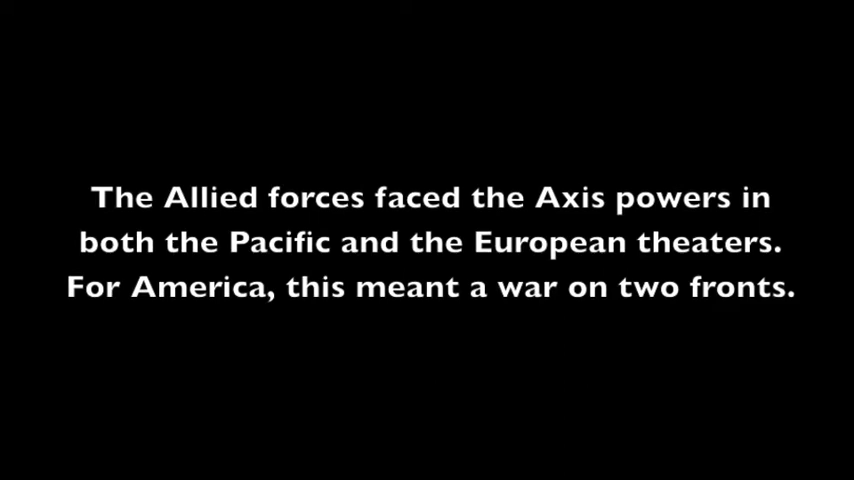 The Allied forces faced the Axis powers in
both the Pacific and the European theaters.
For America, this meant a war on two fronts.